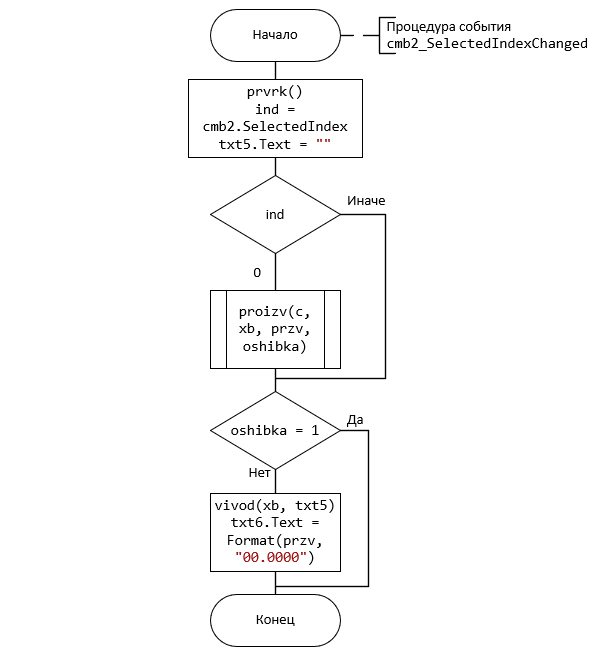 Начало
Процедура события
cmb2_SelectedIndexChanged
prvrk()
ind =
cmb2.SelectedIndex
txt5.Text = ""
ind
Иначе
0
proizv(c,
xb, przv,
oshibka)
oshibka = 1
Да
Нет
vivod(xb, txt5)
txt6.Text =
Format(przv,
"00.0000")
Конец